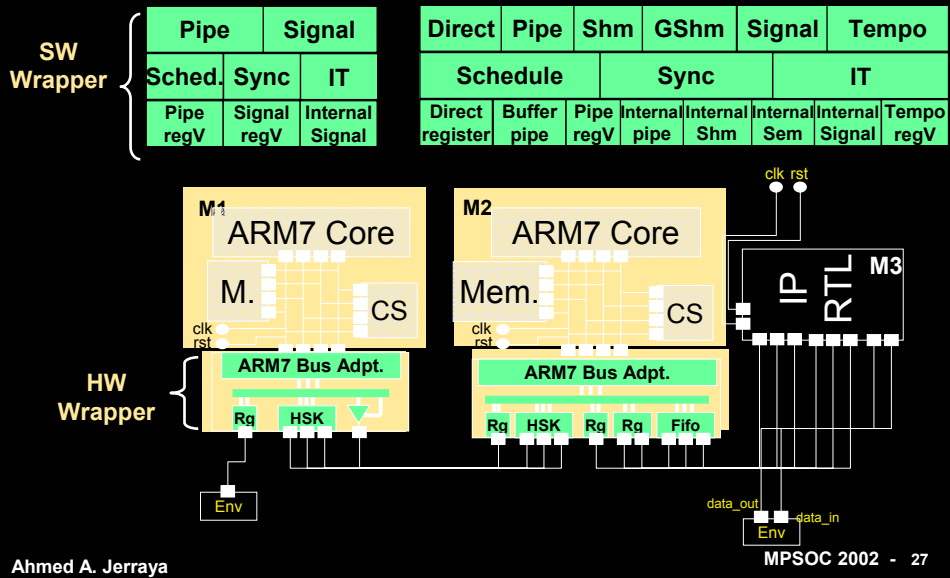 SW
Wrapper
Pipe Signal
Sched. Sync IT
Pipe regV Signal regV Internal Signal
Direct Pipe Shm GShm Signal Tempo
Schedule Sync IT
Direct register Buffer pipe Pipe regV Internal pipe Internal Shm Internal Sem Internal Signal Tempo regV
clk rst
M1
ARM7 Core
M.
CS
clk
rst
M2
ARM7 Core
Mem.
CS
clk
rst
M3
IP
RTL
HW
Wrapper
ARM7 Bus Adpt.
Rg HSK
ARM7 Bus Adpt.
Rg HSK Rg Rg Fifo
Env
data_out
data_in
Env
Ahmed A. Jerraya
MPSOC 2002 - 27